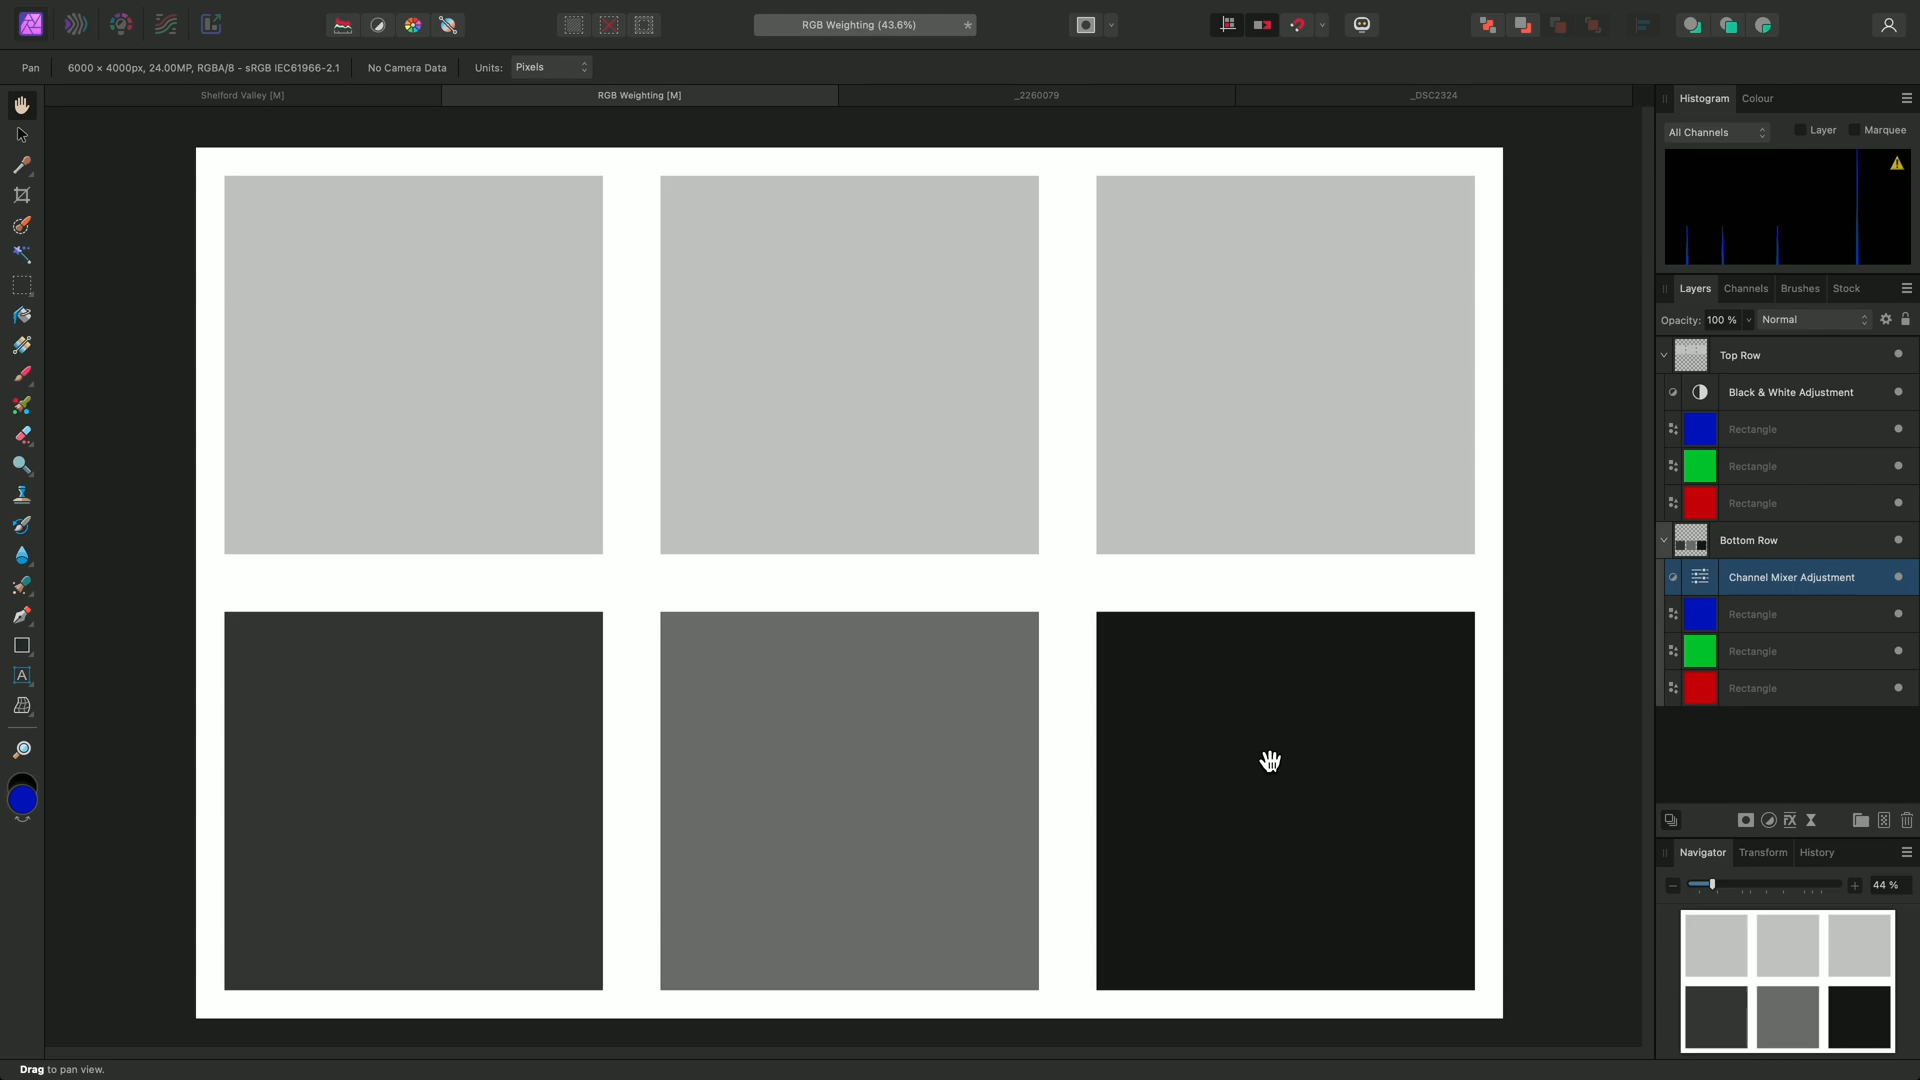 RGB Weighting (43.6%)
*
Pan
6000 × 4000px, 24.00MP, RGBA/8 - sRGB IEC61966-2.1
No Camera Data
Units:
Pixels
Shelford Valley [M]
RGB Weighting [M]
_2260079
_DSC2324
Histogram
Colour
All Channels
Layer
Marquee
Layers
Channels
Brushes
Stock
Opacity:
100 %
Normal
Top Row
Black & White Adjustment
Rectangle
Rectangle
Rectangle
Bottom Row
Channel Mixer Adjustment
Rectangle
Rectangle
Rectangle
A
fx
Navigator
Transform
History
44 %
Drag to pan view.